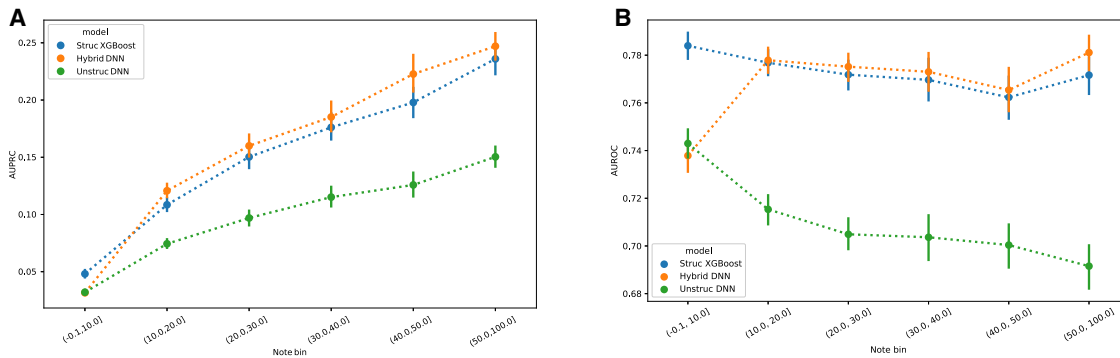 A
model
Struc XGBoost
Hybrid DNN
Unstruc DNN
0.25
0.20
0.15
0.10
0.05
AUPRC
(-0.1,10.0]
(10.0,20.0]
(20.0,30.0]
(30.0,40.0]
(40.0,50.0]
(50.0,100.0]
Note bin
B
0.78
0.76
0.74
0.72
0.70
0.68
AUROC
model
Struc XGBoost
Hybrid DNN
Unstruc DNN
(-0.1, 10.0]
(10.0, 20.0]
(20.0, 30.0]
(30.0, 40.0]
(40.0, 50.0]
(50.0, 100.0]
Note bin